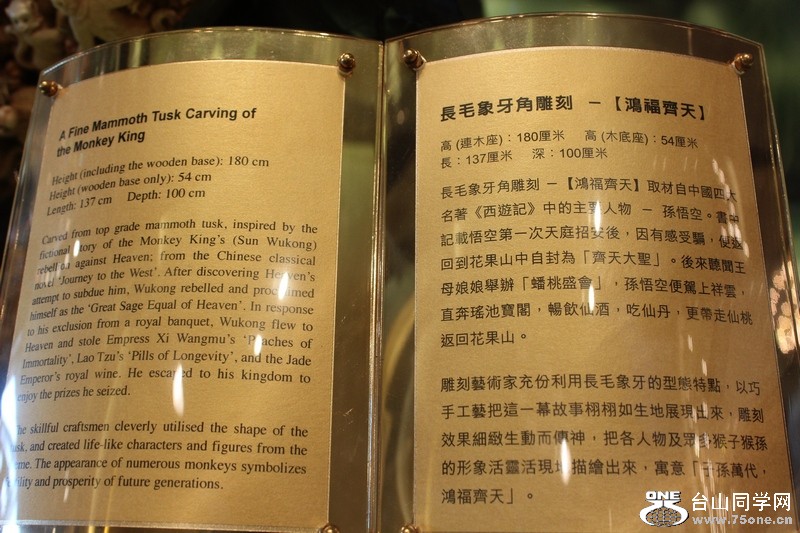 A Fine Mammoth Tusk Carving of
the Monkey King
Height (including the wooden base): 180 cm
Height (wooden base only): 54 cm
Length: 137 cm Depth: 100 cm
Carved from top grade mammoth tusk, inspired by the
fictional story of the Monkey King's (Sun Wukong)
rebellion against Heaven; from the Chinese classical
novel 'Journey to the West'. After discovering Heaven's
attempt to subdue him, Wukong rebelled and proclaimed
himself as the 'Great Sage Equal of Heaven'. In response
to his exclusion from a royal banquet, Wukong flew to
Heaven and stole Empress Xi Wangmu's 'Peaches of
Immortality', Lao Tzu's 'Pills of Longevity', and the Jade
Emperor's royal wine. He escaped to his kingdom to
enjoy the prizes he seized.
The skillful craftsmen cleverly utilised the shape of the
tusk, and created life-like characters and figures from the
theme. The appearance of numerous monkeys symbolizes
and prosperity of future generations.
長毛象牙角雕刻 －【鴻福齊天】
高 (連木座)：180厘米 高 (木底座)：54厘米
長：137厘米 深：100厘米
長毛象牙角雕刻 －【鴻福齊天】取材自中國四大
名著《西遊記》中的主要人物 － 孫悟空。書中
記載悟空第一次天庭招安後，因有感受騙，便返
回到花果山中自封為「齊天大聖」。後來聽聞王
母娘娘舉辦「蟠桃盛會」，孫悟空便駕上祥雲，
直奔瑤池寶閣，暢飲仙酒，吃仙丹，更帶走仙桃
返回花果山。
雕刻藝術家充份利用長毛象牙的型態特點，以巧
手工藝把這一幕故事栩栩如生地展現出來，雕刻
效果細緻生動而傳神，把各人物及眾多猴子猴孫
的形象活靈活現地描繪出來，寓意「子孫萬代，
鴻福齊天」。
ONE 台山同学网
www.75one.cn